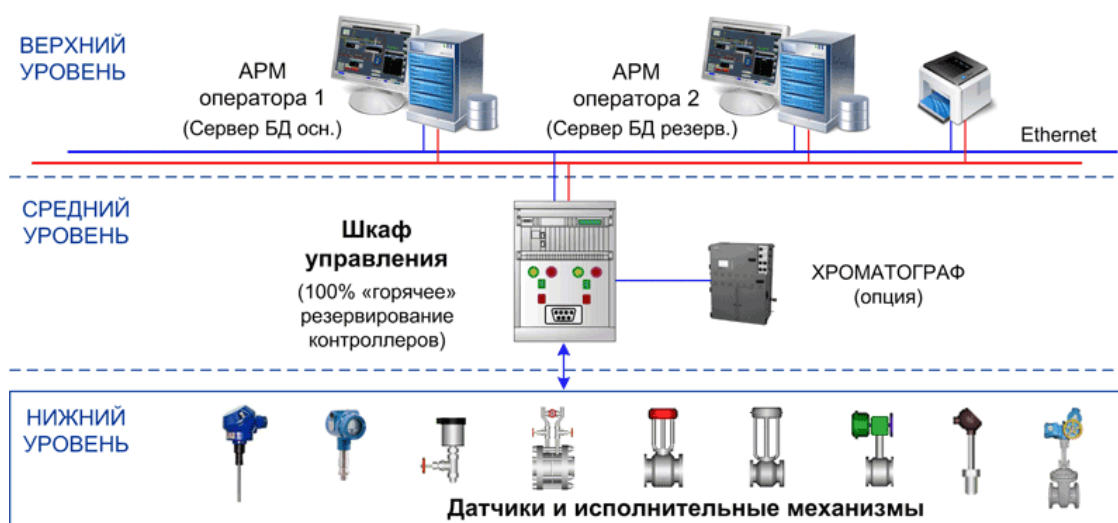 ВЕРХНИЙ
УРОВЕНЬ
АРМ
оператора 1
(Сервер БД осн.)
АРМ
оператора 2
(Сервер БД резерв.)
Ethernet
СРЕДНИЙ
УРОВЕНЬ
Шкаф
управления
(100% «горячее»
резервирование
контроллеров)
ХРОМАТОГРАФ
(опция)
НИЖНИЙ
УРОВЕНЬ
Датчики и исполнительные механизмы